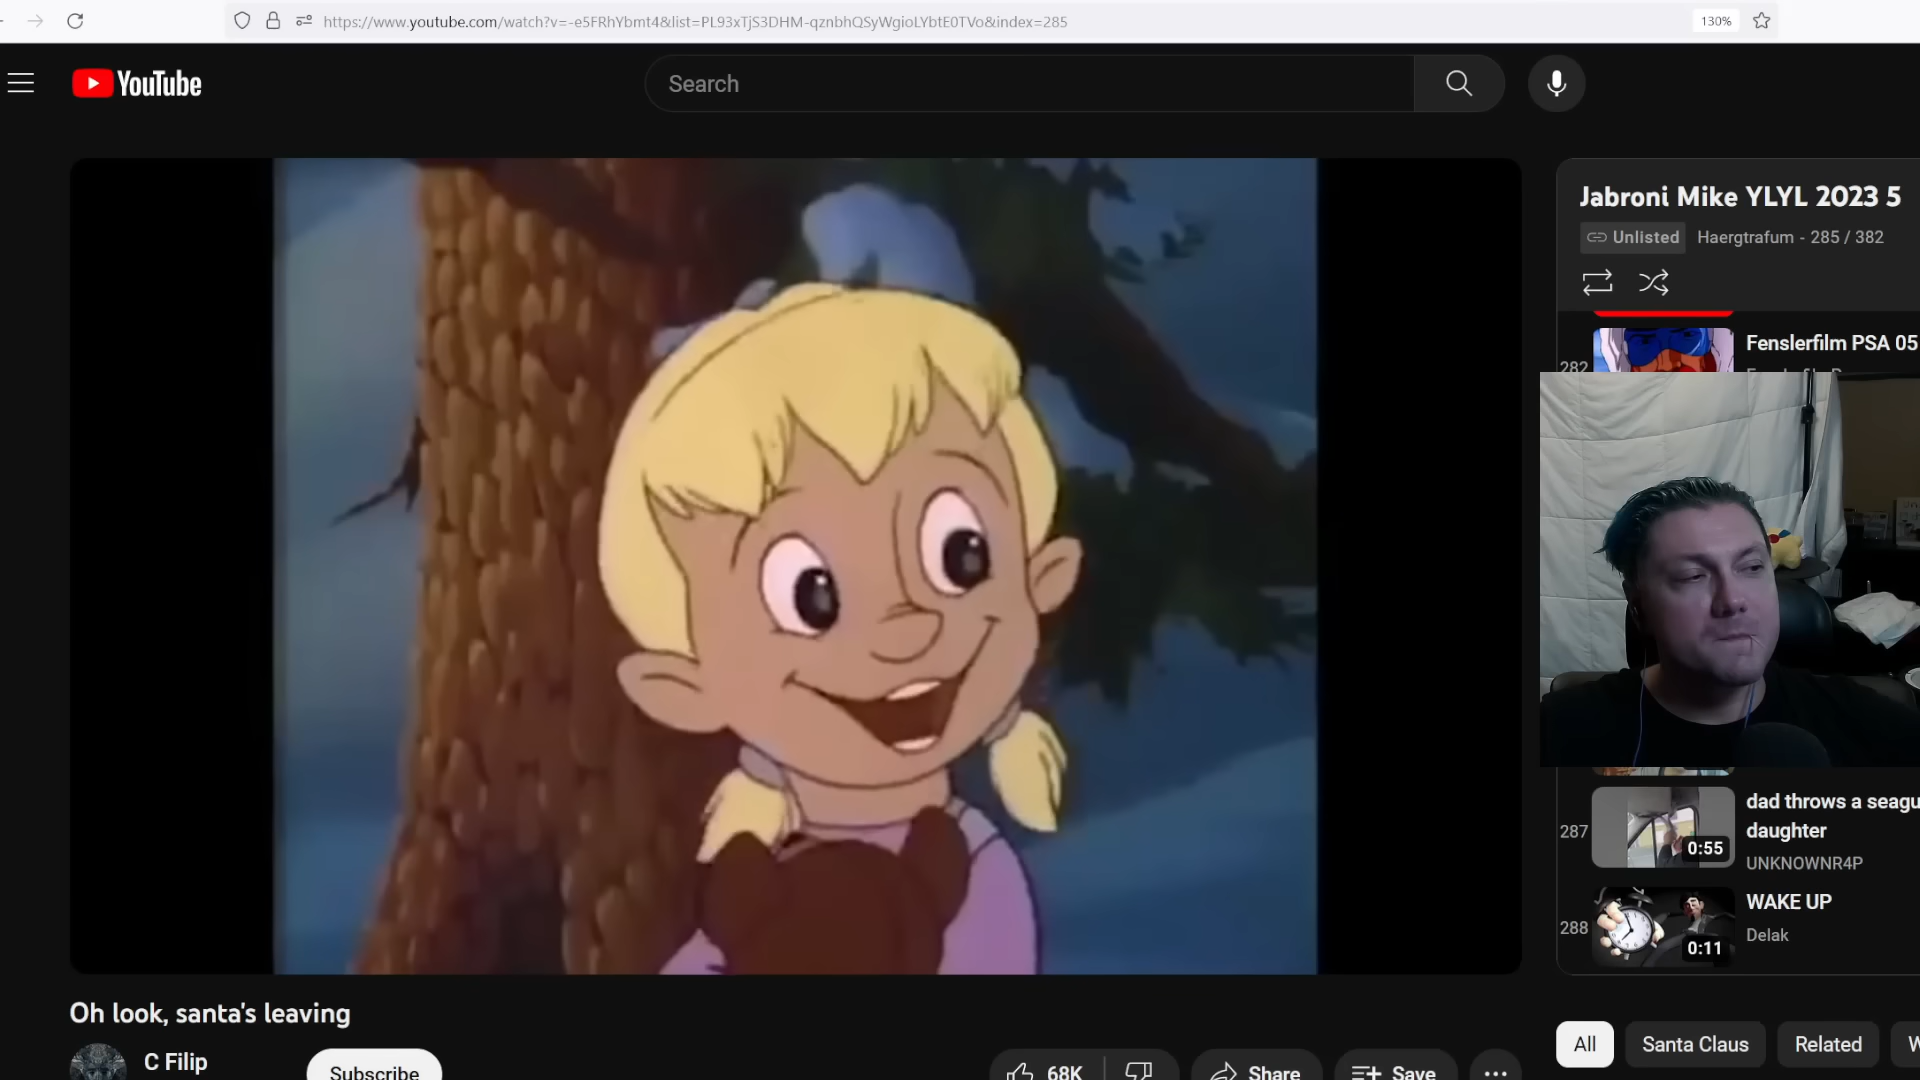 https://www.youtube.com/watch?v=-e5FRhYbmt4&list=PL93xTjS3DHM-qznbhQSyWgioLYbtE0TVo&index=285
130%
YouTube
Search
Jabroni Mike YLYL 2023 5
Unlisted Haergtrafum - 285 / 382
282
Fenslerfilm PSA 05
287
dad throws a seagu
daughter
0:55
UNKNOWNR4P
288
WAKE UP
Delak
0:11
Oh look, santa's leaving
C Filip
Subscribe
68K
Share
Save
All
Santa Claus
Related